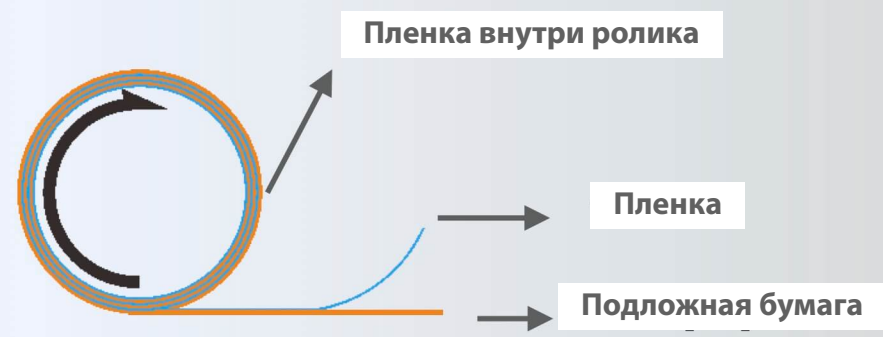 Пленка внутри ролика
Пленка
Подложная бумага